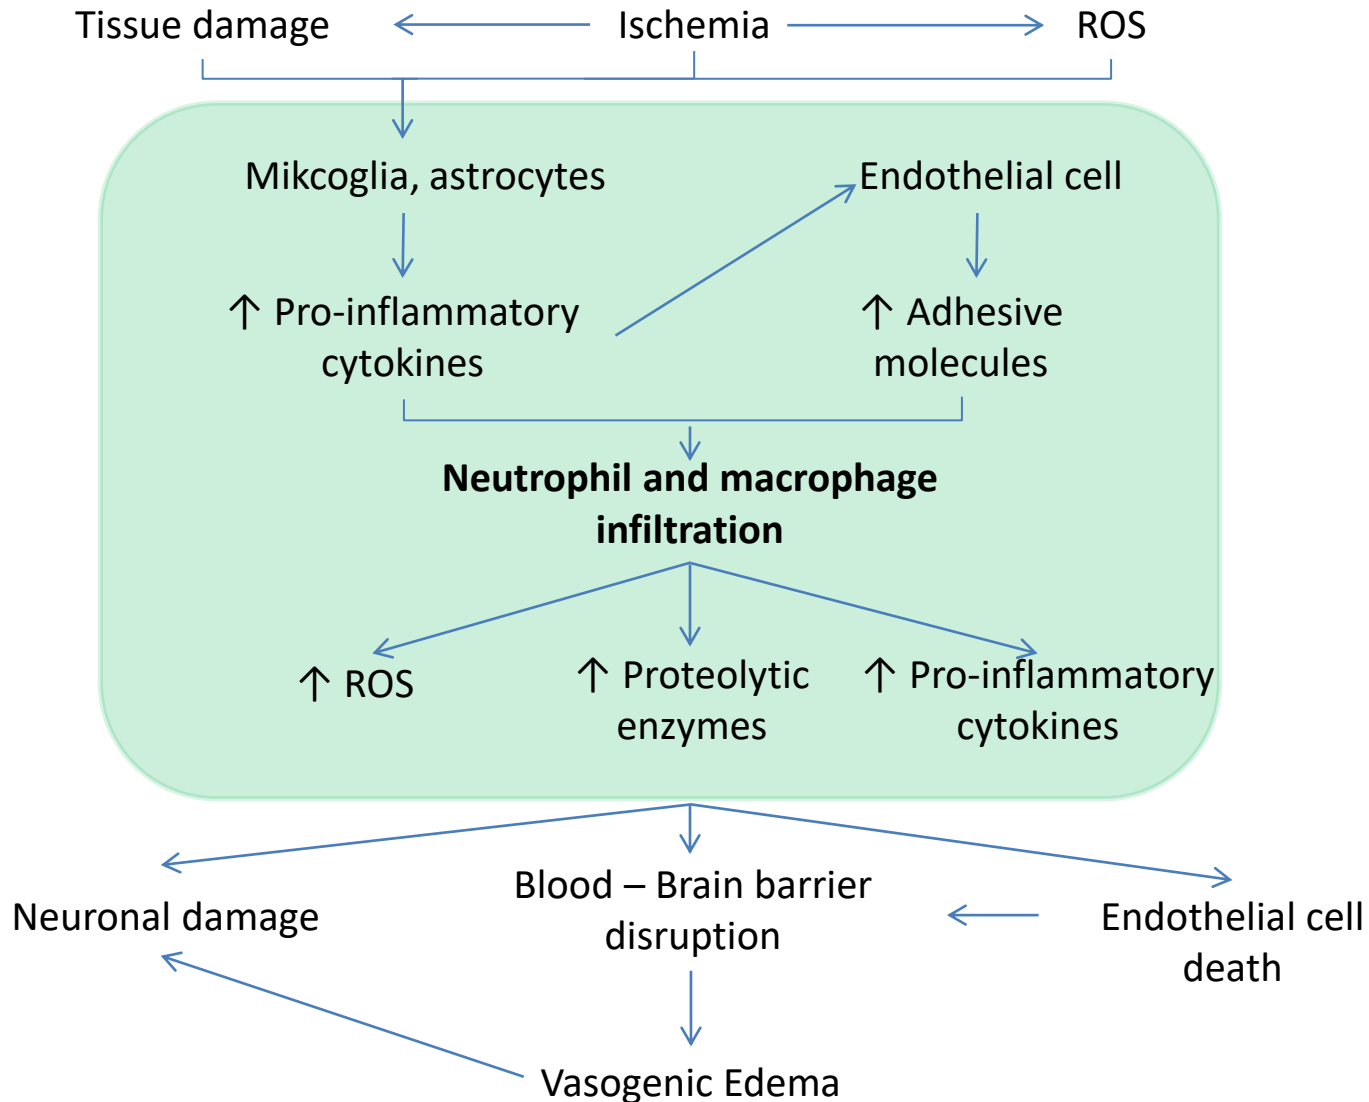 Tissue damage
Ischemia
ROS
Mikcoglia, astrocytes
Endothelial cell
↑ Pro-inflammatory
cytokines
↑ Adhesive
molecules
Neutrophil and macrophage
infiltration
↑ ROS
↑ Proteolytic
enzymes
↑ Pro-inflammatory
cytokines
Neuronal damage
Blood – Brain barrier
disruption
Endothelial cell
death
Vasogenic Edema